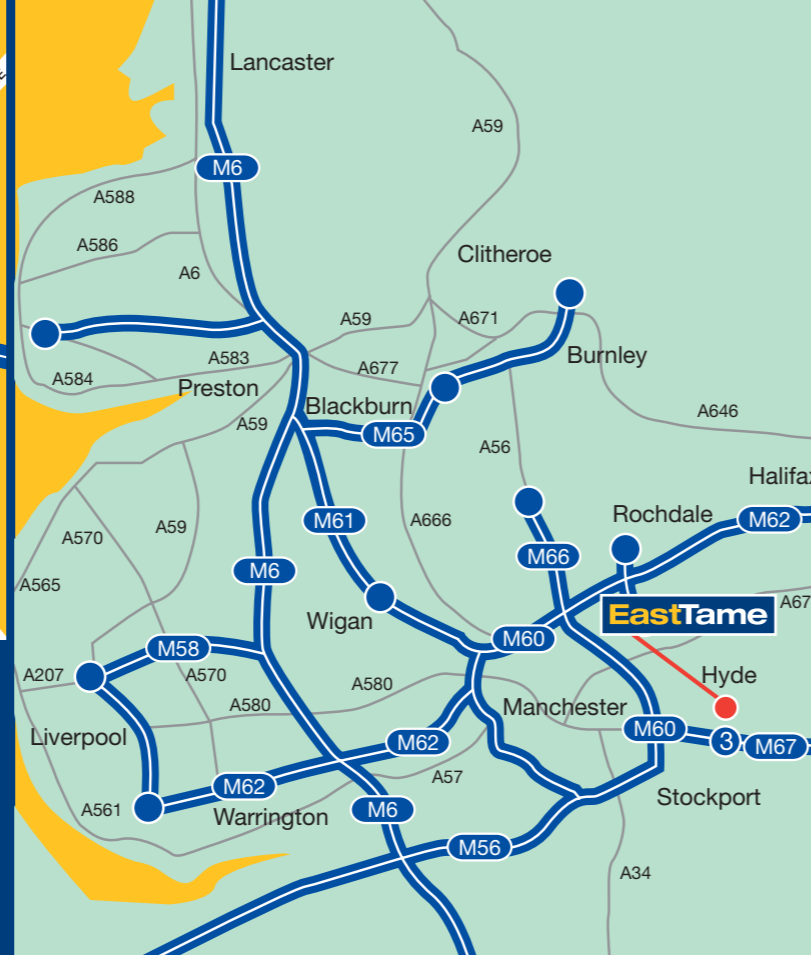 Lancaster
A59
M6
A588
A586
Clitheroe
A6
A59
A671
A583
A677
Burnley
A584
Preston
Blackburn
A646
A59
M65
A56
Halifax
Rochdale
M62
M61
A666
A59
A570
M66
M6
A565
EastTame
A67
Wigan
M60
M58
A207
A570
A580
A580
Hyde
Manchester
M60
3
M67
Liverpool
M62
A57
M62
Stockport
A561
Warrington
M6
M56
A34